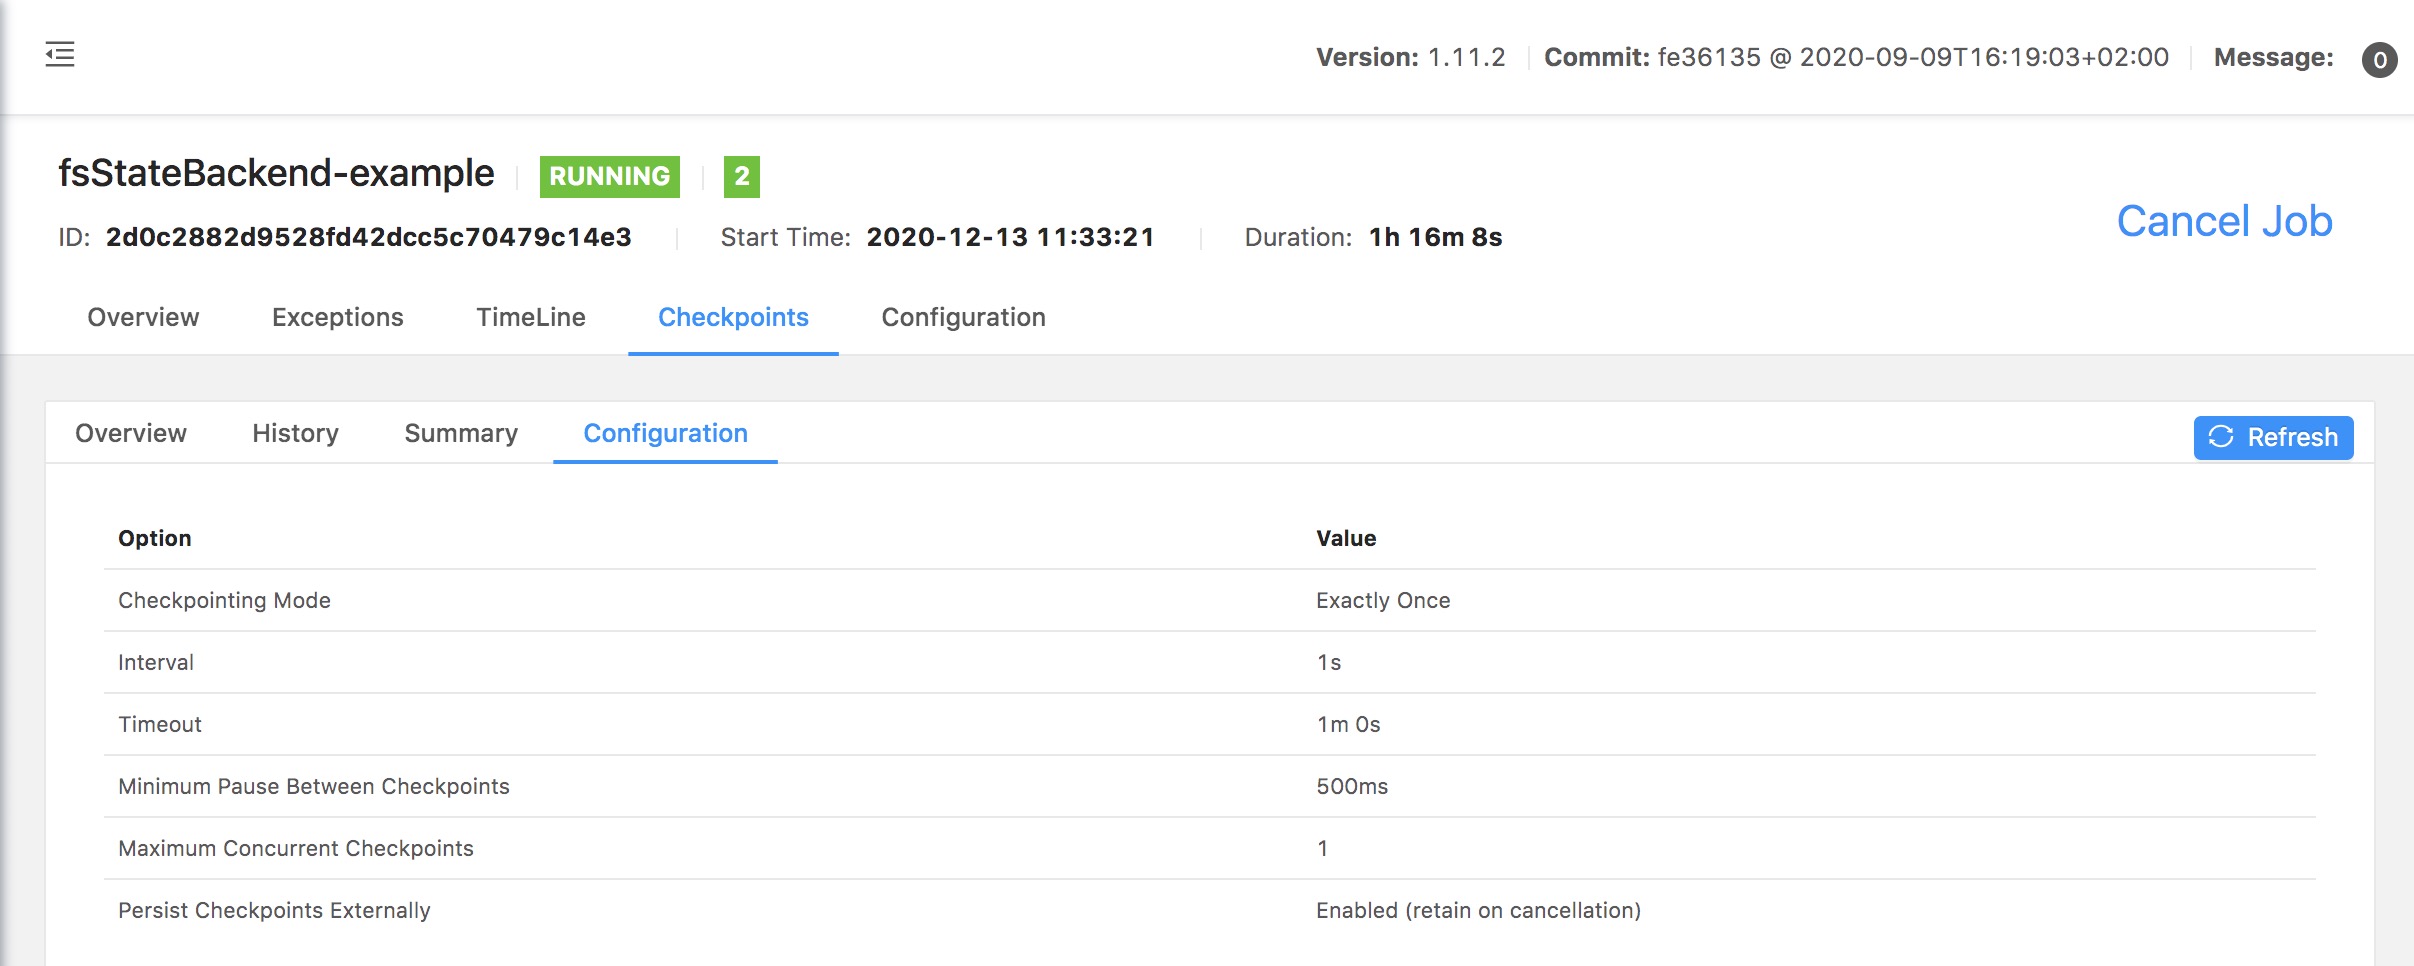 Version: 1.11.2 Commit: fe36135 @ 2020-09-09T16:19:03+02:00 Message: 0
fsStateBackend-example RUNNING 2
ID: 2d0c2882d9528fd42dcc5c70479c14e3 Start Time: 2020-12-13 11:33:21 Duration: 1h 16m 8s
Cancel Job
Overview Exceptions TimeLine Checkpoints Configuration
Overview History Summary Configuration Refresh
Option Value
Checkpointing Mode Exactly Once
Interval 1s
Timeout 1m 0s
Minimum Pause Between Checkpoints 500ms
Maximum Concurrent Checkpoints 1
Persist Checkpoints Externally Enabled (retain on cancellation)